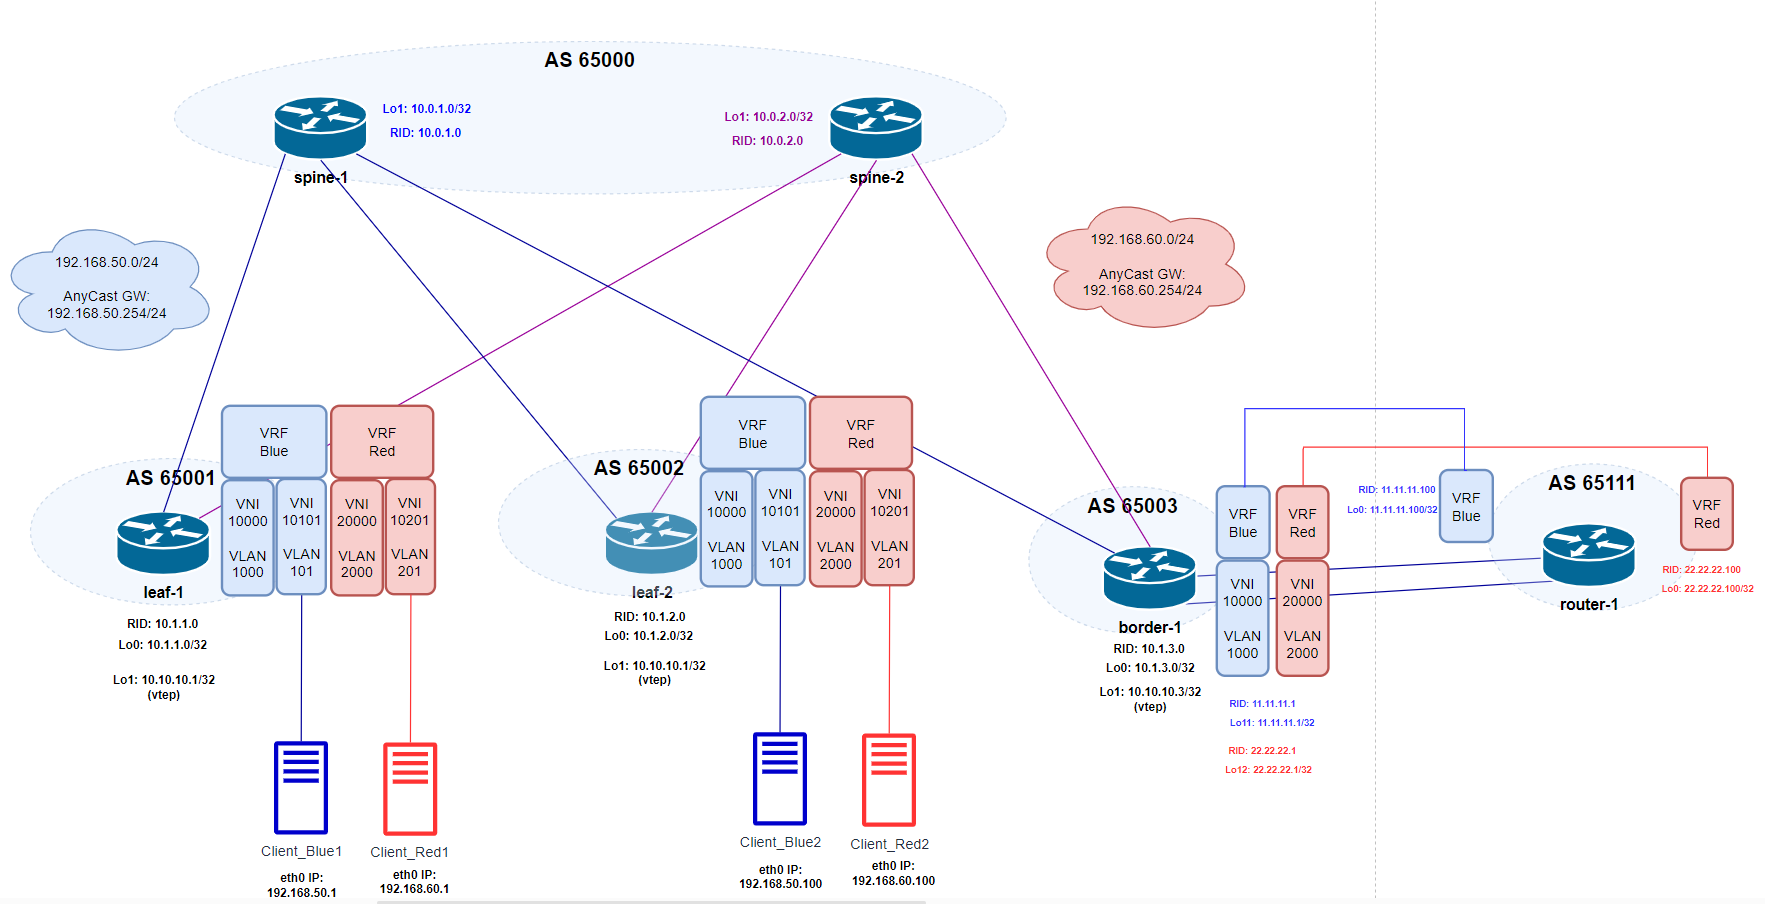 AS 65000
Lo1: 10.0.1.0/32
RID: 10.0.1.0
spine-1
Lo1: 10.0.2.0/32
RID: 10.0.2.0
spine-2
192.168.50.0/24
AnyCast GW:
192.168.50.254/24
192.168.60.0/24
AnyCast GW:
192.168.60.254/24
AS 65001
leaf-1
RID: 10.1.1.0
Lo0: 10.1.1.0/32
Lo1: 10.10.10.1/32
(vtep)
VRF
Blue
VRF
Red
VNI
10000
VLAN
1000
VNI
10101
VLAN
101
VNI
20000
VLAN
2000
VNI
10201
VLAN
201
Client_Blue1
eth0 IP:
192.168.50.1
Client_Red1
eth0 IP:
192.168.60.1
AS 65002
leaf-2
RID: 10.1.2.0
Lo0: 10.1.2.0/32
Lo1: 10.10.10.1/32
(vtep)
VRF
Blue
VRF
Red
VNI
10000
VLAN
1000
VNI
10101
VLAN
101
VNI
20000
VLAN
2000
VNI
10201
VLAN
201
Client_Blue2
eth0 IP:
192.168.50.100
Client_Red2
eth0 IP:
192.168.60.100
AS 65003
border-1
RID: 10.1.3.0
Lo0: 10.1.3.0/32
Lo1: 10.10.10.3/32
(vtep)
VRF
Blue
VRF
Red
VNI
10000
VLAN
1000
VNI
20000
VLAN
2000
RID: 11.11.11.1
Lo11: 11.11.11.1/32
RID: 22.22.22.1
Lo12: 22.22.22.1/32
RID: 11.11.11.100
Lo0: 11.11.11.100/32
VRF
Blue
AS 65111
router-1
VRF
Red
RID: 22.22.22.100
Lo0: 22.22.22.100/32